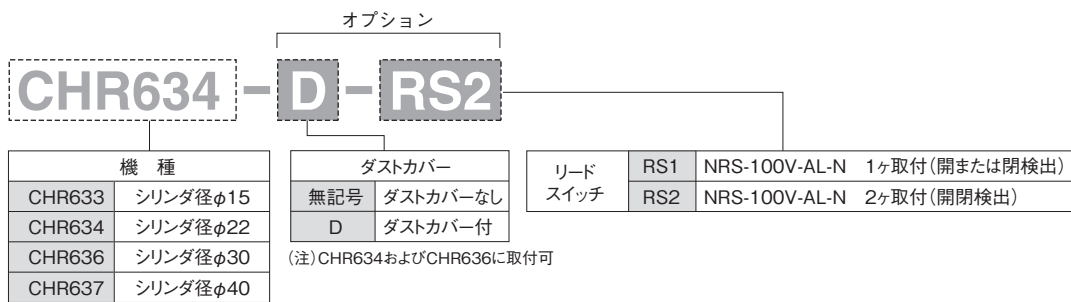 オプション
CHR634-D-RS2
機 種
CHR633 シリンダ径φ15
CHR634 シリンダ径φ22
CHR636 シリンダ径φ30
CHR637 シリンダ径φ40
ダストカバー
無記号 ダストカバーなし
D ダストカバー付
(注)CHR634およびCHR636に取付可
リード
スイッチ
RS1 NRS-100V-AL-N 1ヶ取付(開または閉検出)
RS2 NRS-100V-AL-N 2ヶ取付(開閉検出)